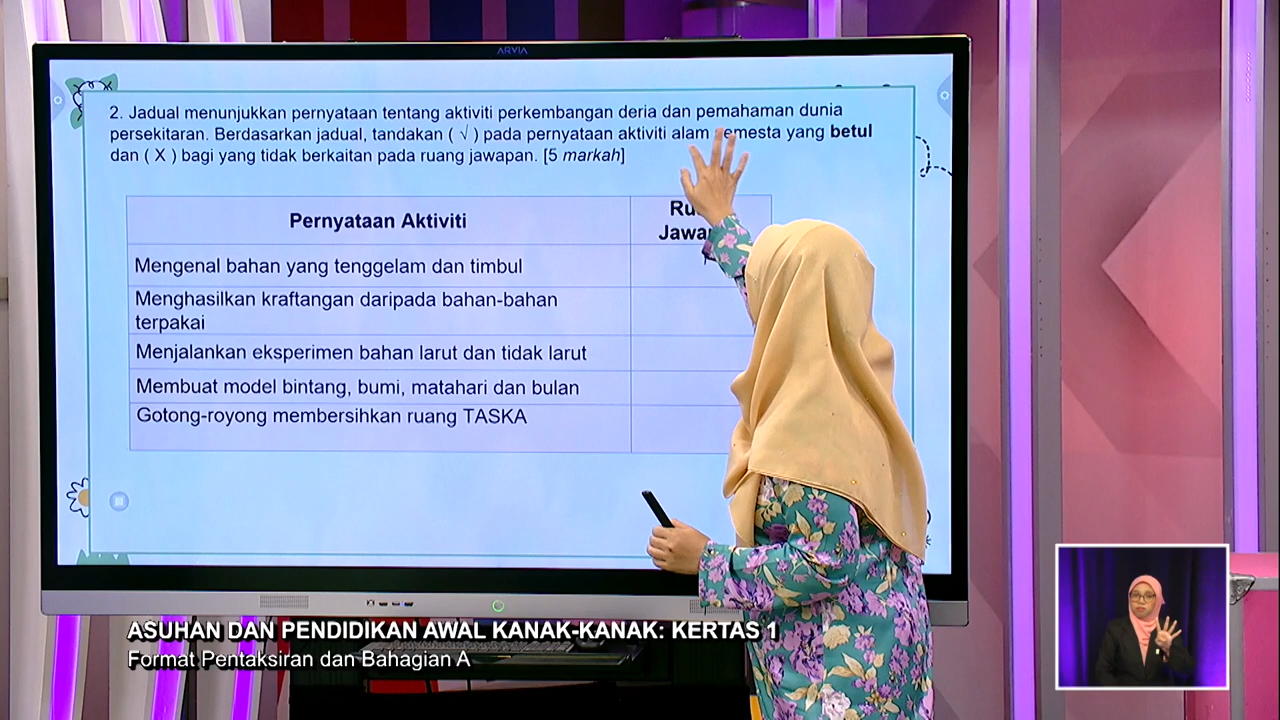 ARVIA
2. Jadual menunjukkan pernyataan tentang aktiviti perkembangan deria dan pemahaman dunia
persekitaran. Berdasarkan jadual, tandakan ( √ ) pada pernyataan aktiviti alam semesta yang betul
dan ( X ) bagi yang tidak berkaitan pada ruang jawapan. [5 markah]
Pernyataan Aktiviti
Mengenal bahan yang tenggelam dan timbul
Menghasilkan kraftangan daripada bahan-bahan
terpakai
Menjalankan eksperimen bahan larut dan tidak larut
Membuat model bintang, bumi, matahari dan bulan
Gotong-royong membersihkan ruang TASKA
ASUHAN DAN PENDIDIKAN AWAL KANAK-KANAK: KERTAS 1
Format Pentaksiran dan Bahagian A